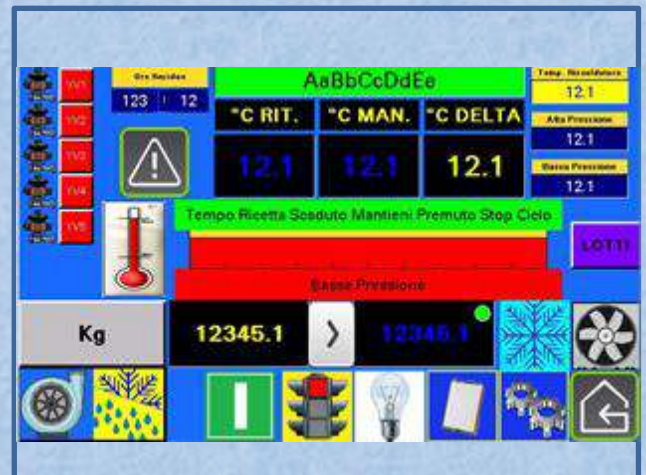 Ore Residue
AaBbCcDdEe
Temp. Riscaldatore
YV1
123 : 12
12.1
YV2
°C RIT.
°C MAN.
°C DELTA
Alta Pressione
12.1
YV3
12.1
12.1
12.1
Bassa Pressione
YV4
12.1
YV5
Tempo Ricetta Scaduto Mantieni Premuto Stop Ciclo
LOTTI
Bassa Pressione
Kg
12345.1
12345.1